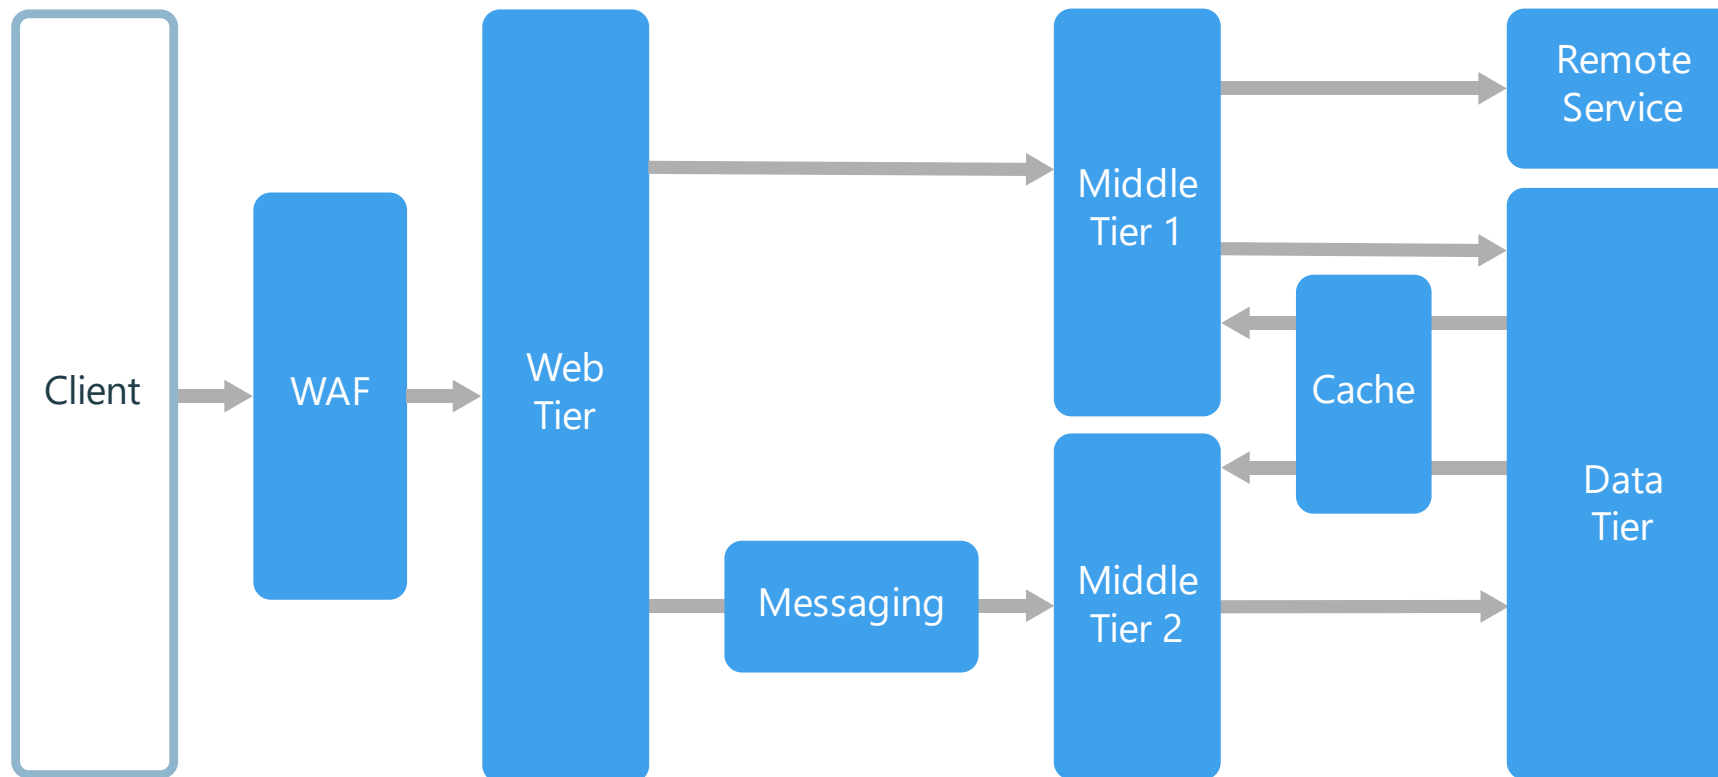 Client
WAF
Web
Tier
Messaging
Middle
Tier 1
Middle
Tier 2
Cache
Remote
Service
Data
Tier